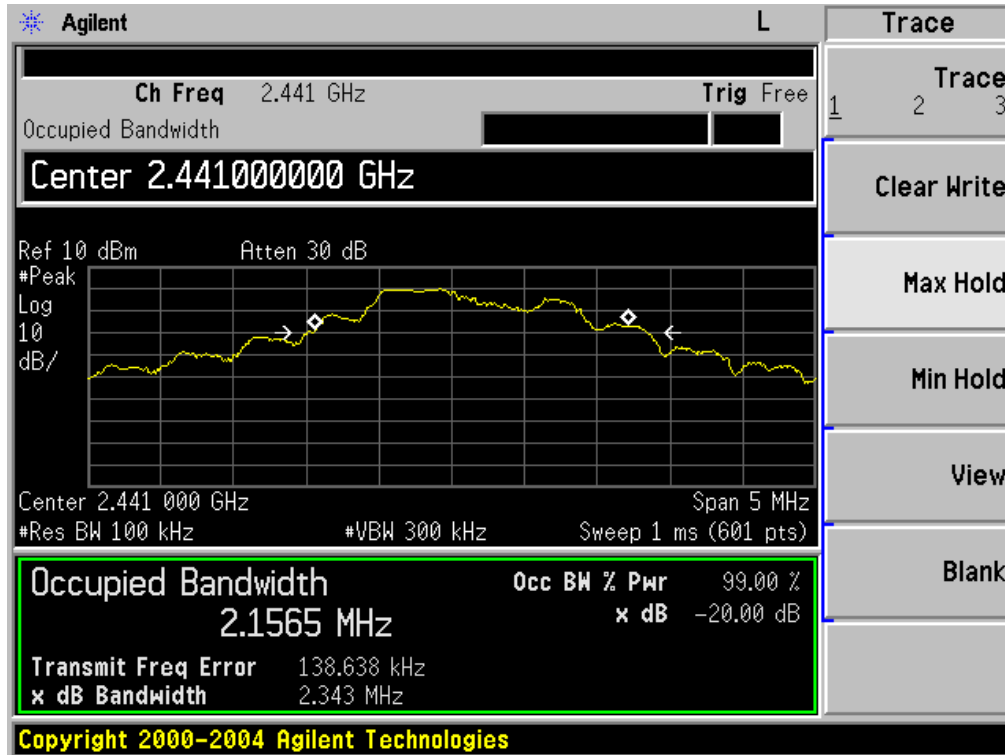 Agilent L Trace
Ch Freq 2.441 GHz Trig Free
Occupied Bandwidth
Center 2.441000000 GHz
Ref 10 dBm Atten 30 dB
#Peak
Log
10
dB/
Center 2.441 000 GHz Span 5 MHz
#Res BW 100 kHz #VBW 300 kHz Sweep 1 ms (601 pts)
Occupied Bandwidth
2.1565 MHz
Occ BW % Pwr 99.00 %
x dB -20.00 dB
Transmit Freq Error 138.638 kHz
x dB Bandwidth 2.343 MHz
Copyright 2000-2004 Agilent Technologies
Trace
1 2 3
Clear Write
Max Hold
Min Hold
View
Blank